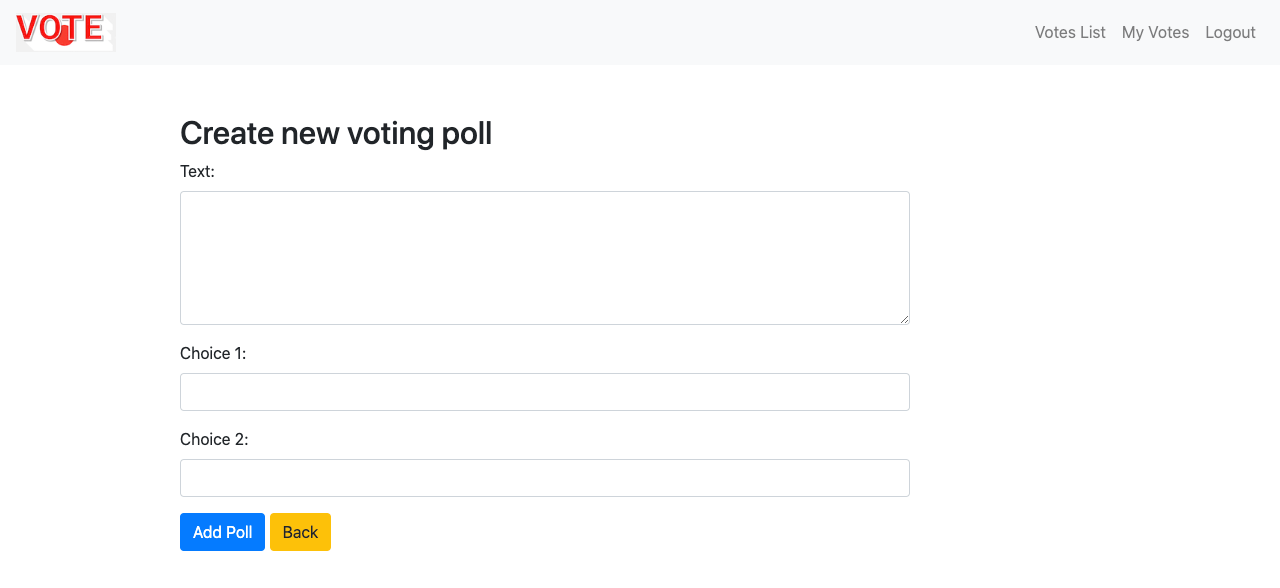 VOTE
Votes List My Votes Logout
Create new voting poll
Text:
Choice 1:
Choice 2:
Add Poll Back